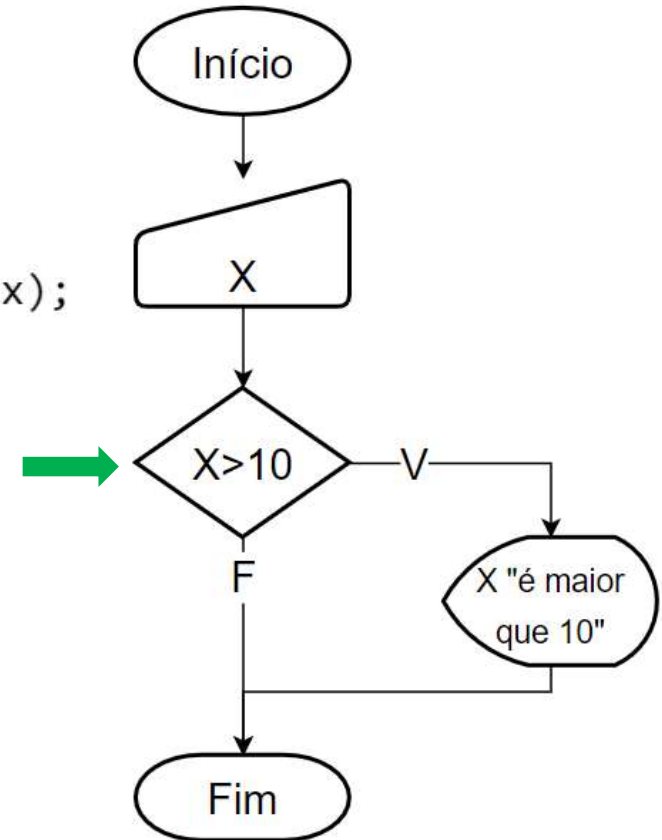 Início
X
x);
X>10
V
F
X "é maior
que 10"
Fim